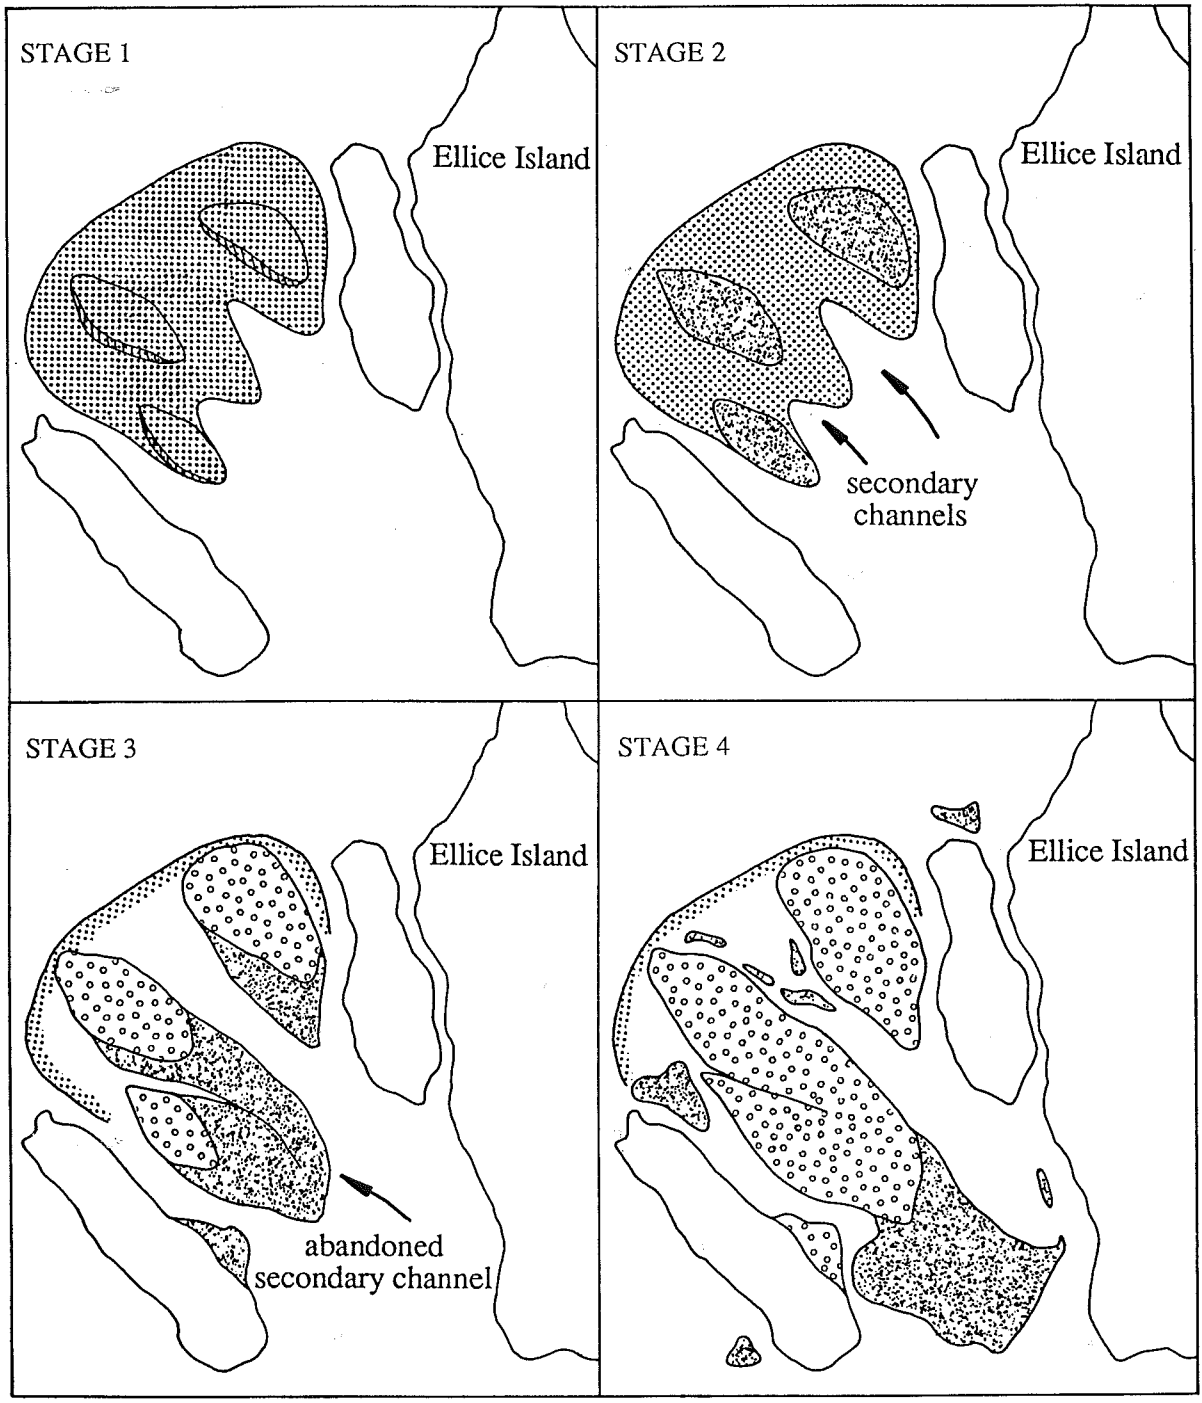 STAGE 1
Ellice Island
STAGE 2
Ellice Island
secondary
channels
STAGE 3
Ellice Island
abandoned
secondary channel
STAGE 4
Ellice Island